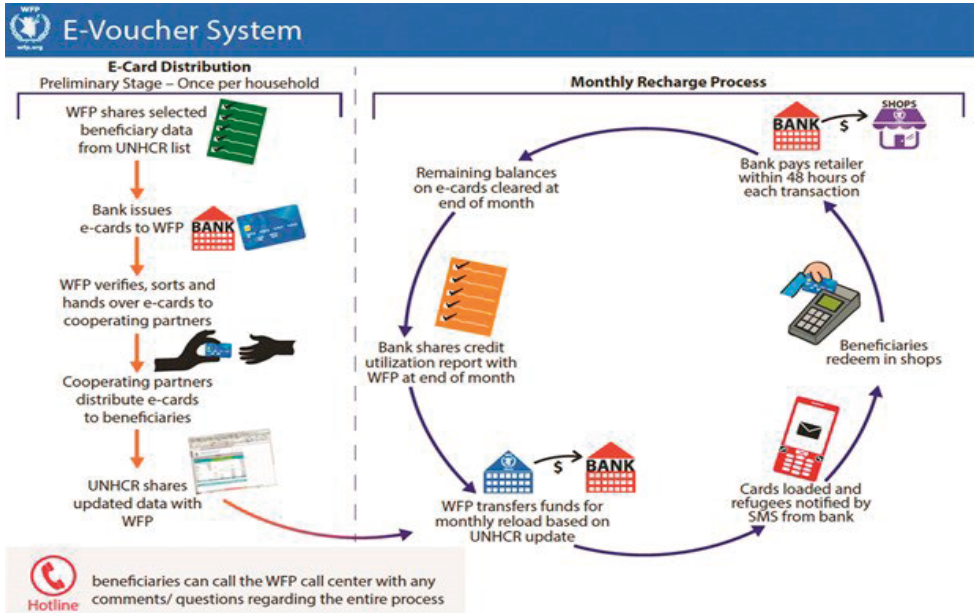 WFP
wfp.org
E-Voucher System
E-Card Distribution
Preliminary Stage – Once per household
WFP shares selected
beneficiary data
from UNHCR list
Bank issues
e-cards to WFP
BANK
WFP verifies, sorts and
hands over e-cards to
cooperating partners
Cooperating partners
distribute e-cards
to beneficiaries
UNHCR shares
updated data with
WFP
Monthly Recharge Process
BANK
$
SHOPS
Bank pays retailer
within 48 hours of
each transaction
Remaining balances
on e-cards cleared at
end of month
Bank shares credit
utilization report with
WFP at end of month
$
BANK
WFP transfers funds for
monthly reload based on
UNHCR update
Cards loaded and
refugees notified by
SMS from bank
Beneficiaries
redeem in shops
Hotline
beneficiaries can call the WFP call center with any
comments/ questions regarding the entire process